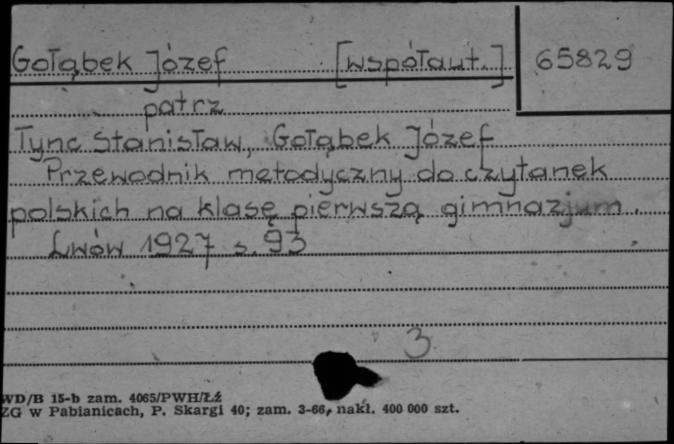 Gołąbek Józef [współaut.] 65829
patrz
Tync Stanisław, Gołąbek Józef
Przewodnik metodyczny do czytanek
polskich na klasę pierwszą gimnazjum.
Lwów 1927 s. 93
3
WD/B 15-b zam. 4065/PWH/Łź
ZG w Pabianicach, P. Skargi 40; zam. 3-66, nakł. 400 000 szt.